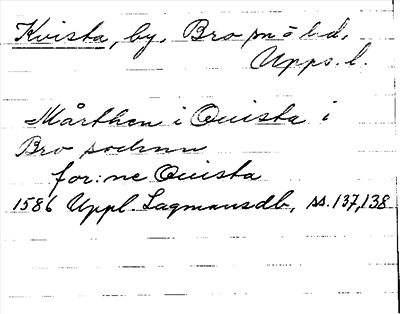 Kvista, by, Bro sn o hd,
Upps. l.
Mårthen i Quista i
Bro sochnn
for:ne Quista
1586 Uppl. Lagmansdb, ss. 137,138